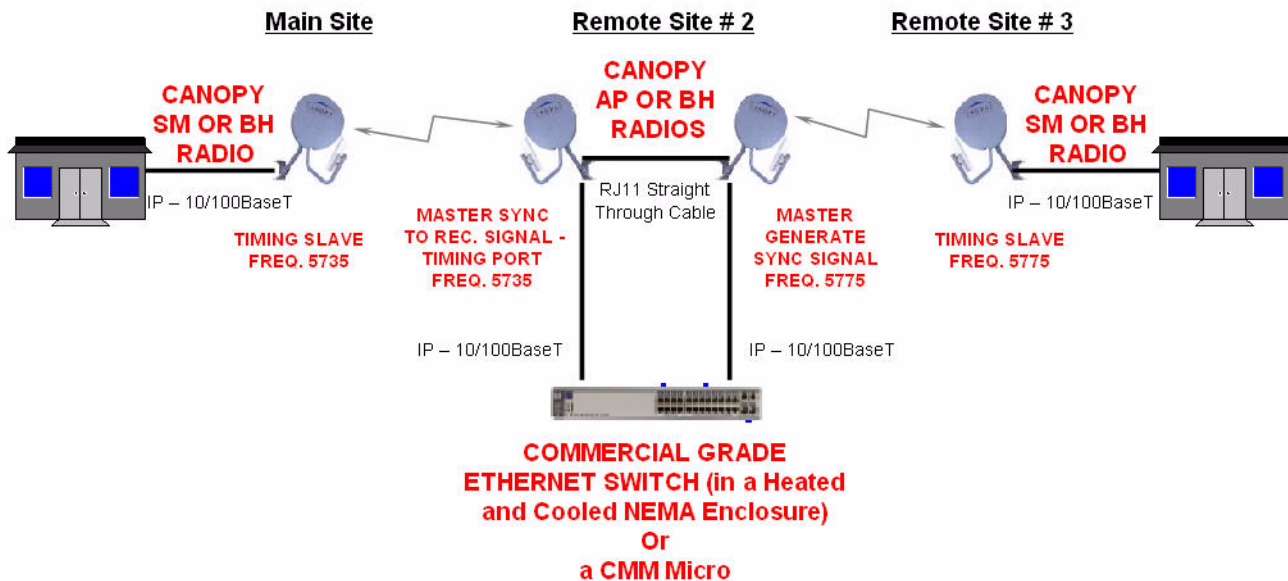 Main Site
Remote Site # 2
Remote Site # 3
CANOPY
SM OR BH
RADIO
CANOPY
AP OR BH
RADIOS
CANOPY
SM OR BH
RADIO
IP – 10/100BaseT
RJ11 Straight
Through Cable
IP – 10/100BaseT
TIMING SLAVE
FREQ. 5735
MASTER SYNC
TO REC. SIGNAL -
TIMING PORT
FREQ. 5735
MASTER
GENERATE
SYNC SIGNAL
FREQ. 5775
TIMING SLAVE
FREQ. 5775
IP – 10/100BaseT
IP – 10/100BaseT
COMMERCIAL GRADE
ETHERNET SWITCH (in a Heated
and Cooled NEMA Enclosure)
Or
a CMM Micro